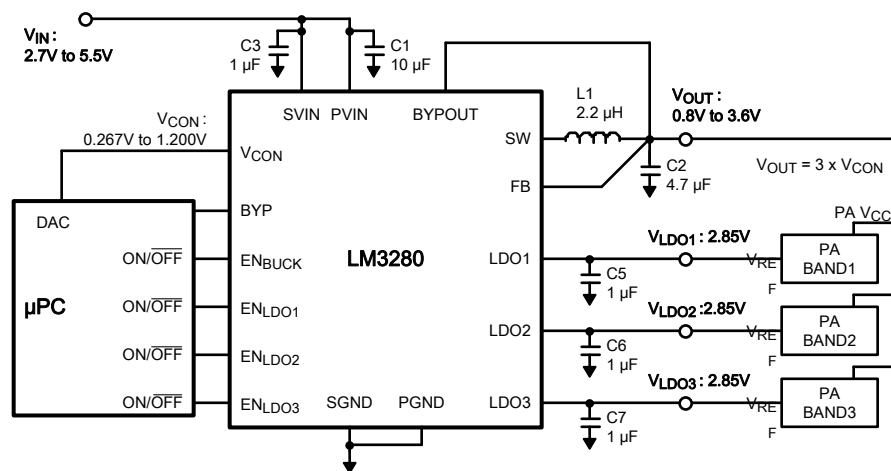 VIN :
2.7V to 5.5V
C3
1 µF
C1
10 µF
SVIN PVIN BYPOUT
L1
2.2 µH
VOUT :
0.8V to 3.6V
VCON :
0.267V to 1.200V
VCON
SW
C2
4.7 µF
VOUT = 3 x VCON
FB
DAC
BYP
PA VCC
µPC
ON/OFF
ENBUCK
LM3280
LDO1
VLDO1: 2.85V
C5
1 µF
VRE
F
PA
BAND1
ON/OFF
ENLDO1
LDO2
VLDO2 :2.85V
C6
1 µF
VRE
F
PA
BAND2
ON/OFF
ENLDO2
ON/OFF
ENLDO3
SGND PGND
LDO3
VLDO3: 2.85V
C7
1 µF
VRE
F
PA
BAND3